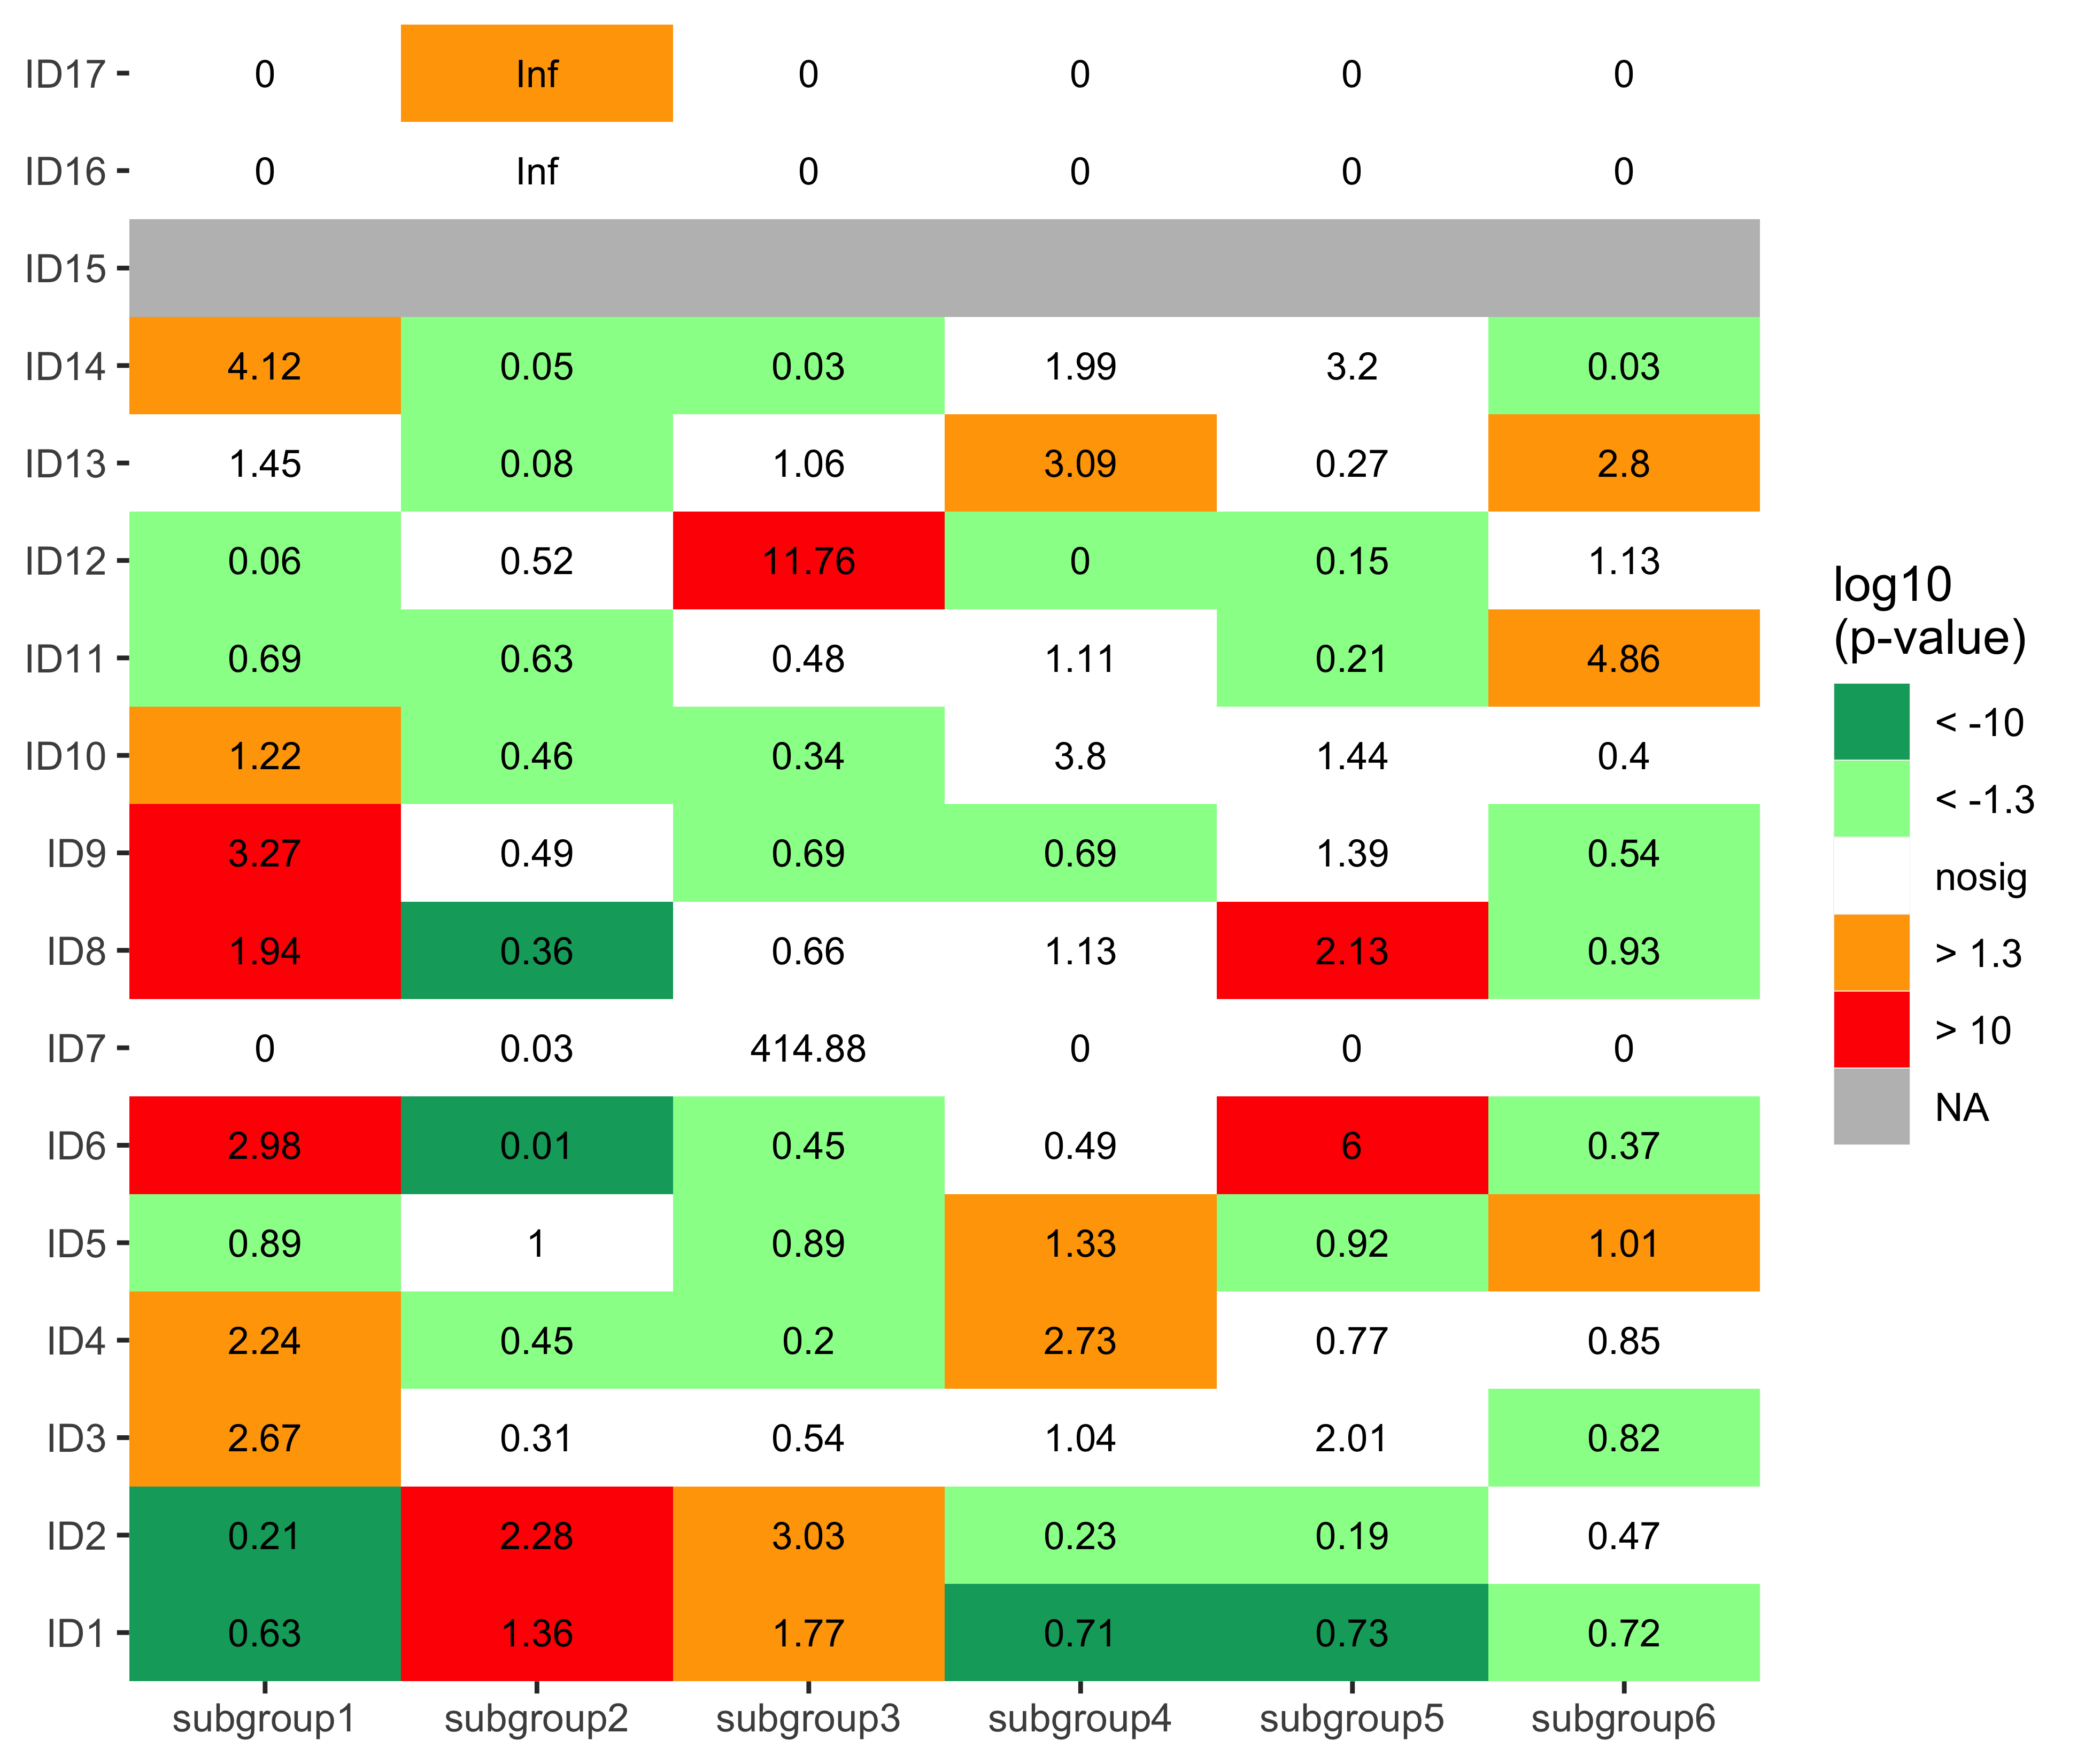 ID17 0 Inf 0 0 0 0
ID16 0 Inf 0 0 0 0
ID15
ID14 4.12 0.05 0.03 1.99 3.2 0.03
ID13 1.45 0.08 1.06 3.09 0.27 2.8
ID12 0.06 0.52 11.76 0 0.15 1.13
ID11 0.69 0.63 0.48 1.11 0.21 4.86
ID10 1.22 0.46 0.34 3.8 1.44 0.4
ID9 3.27 0.49 0.69 0.69 1.39 0.54
ID8 1.94 0.36 0.66 1.13 2.13 0.93
ID7 0 0.03 414.88 0 0 0
ID6 2.98 0.01 0.45 0.49 6 0.37
ID5 0.89 1 0.89 1.33 0.92 1.01
ID4 2.24 0.45 0.2 2.73 0.77 0.85
ID3 2.67 0.31 0.54 1.04 2.01 0.82
ID2 0.21 2.28 3.03 0.23 0.19 0.47
ID1 0.63 1.36 1.77 0.71 0.73 0.72
subgroup1 subgroup2 subgroup3 subgroup4 subgroup5 subgroup6
log10
(p-value)
< -10
< -1.3
nosig
> 1.3
> 10
NA